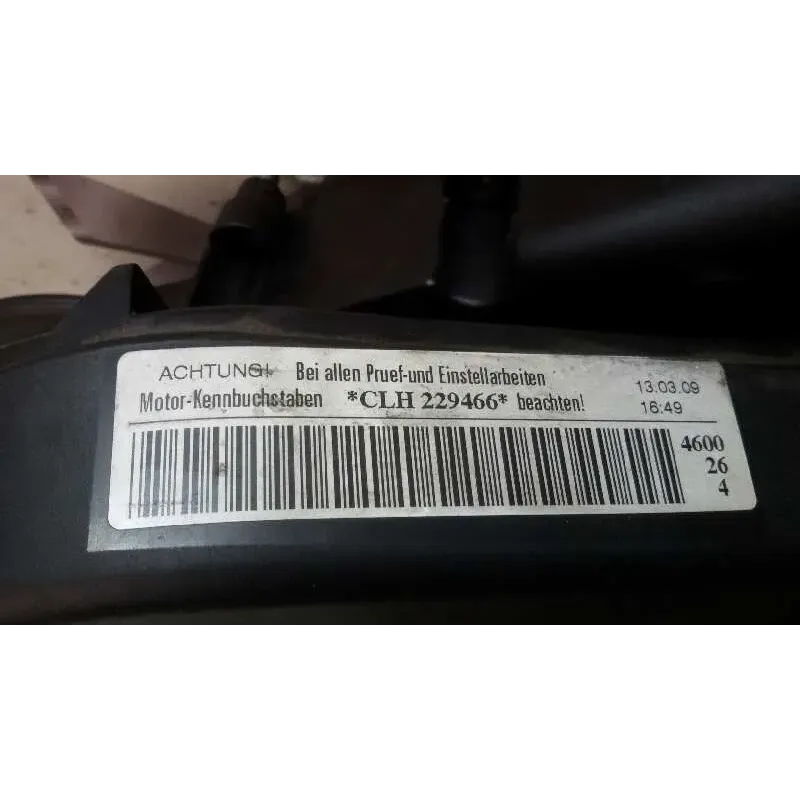 ACHTUNG! Bei allen Pruef-und Einstellarbeiten 13.03.09
Motor-Kennbuchstaben *CLH 229466* beachten! 16:49
4600
26
4